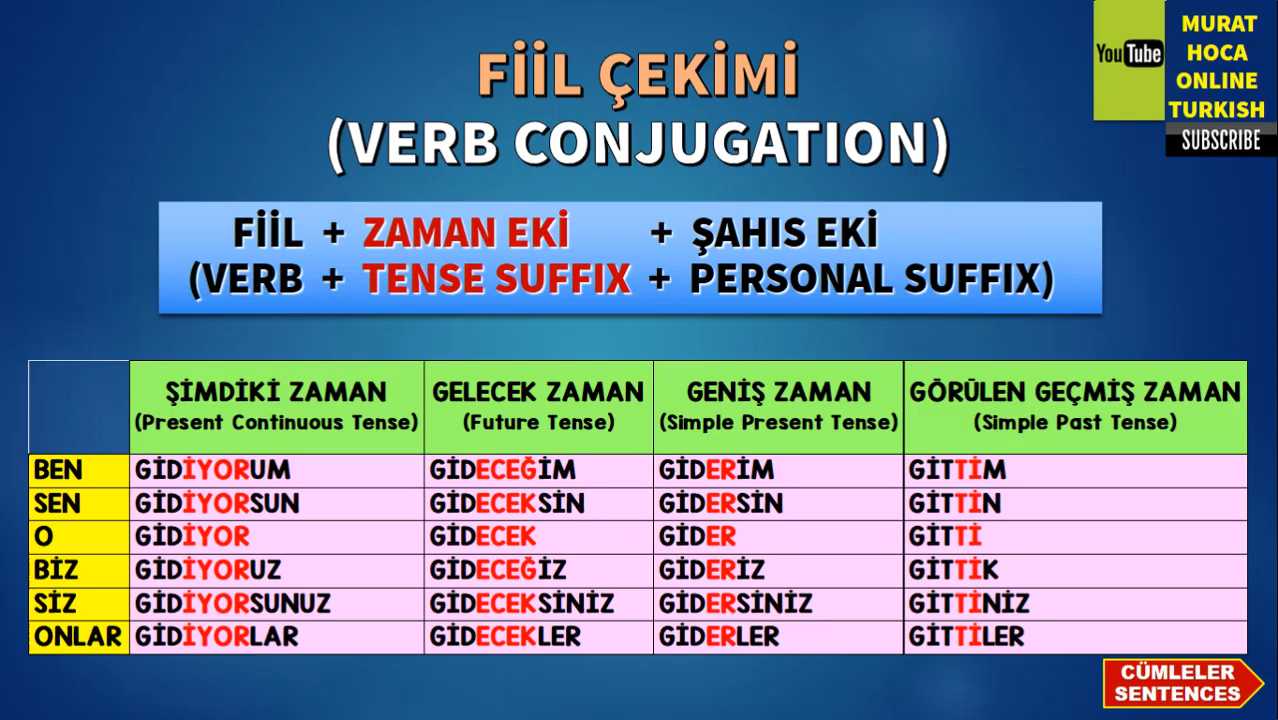 FİİL ÇEKİMİ
(VERB CONJUGATION)
YouTube
MURAT
HOCA
ONLINE
TURKISH
SUBSCRIBE
FİİL + ZAMAN EKİ + ŞAHIS EKİ
(VERB + TENSE SUFFIX + PERSONAL SUFFIX)
ŞİMDİKİ ZAMAN GELECEK ZAMAN GENİŞ ZAMAN GÖRÜLEN GEÇMİŞ ZAMAN
(Present Continuous Tense) (Future Tense) (Simple Present Tense) (Simple Past Tense)
BEN GİDİYORUM GİDECEĞİM GİDERİM GİTTİM
SEN GİDİYORSUN GİDECEKSİN GİDERSİN GİTTİN
O GİDİYOR GİDECEK GİDER GİTTİ
BİZ GİDİYORUZ GİDECEĞİZ GİDERİZ GİTTİK
SİZ GİDİYORSUNUZ GİDECEKSİNİZ GİDERSİNİZ GİTTİNİZ
ONLAR GİDİYORLAR GİDECEKLER GİDERLER GİTTİLER
CÜMLELER
SENTENCES